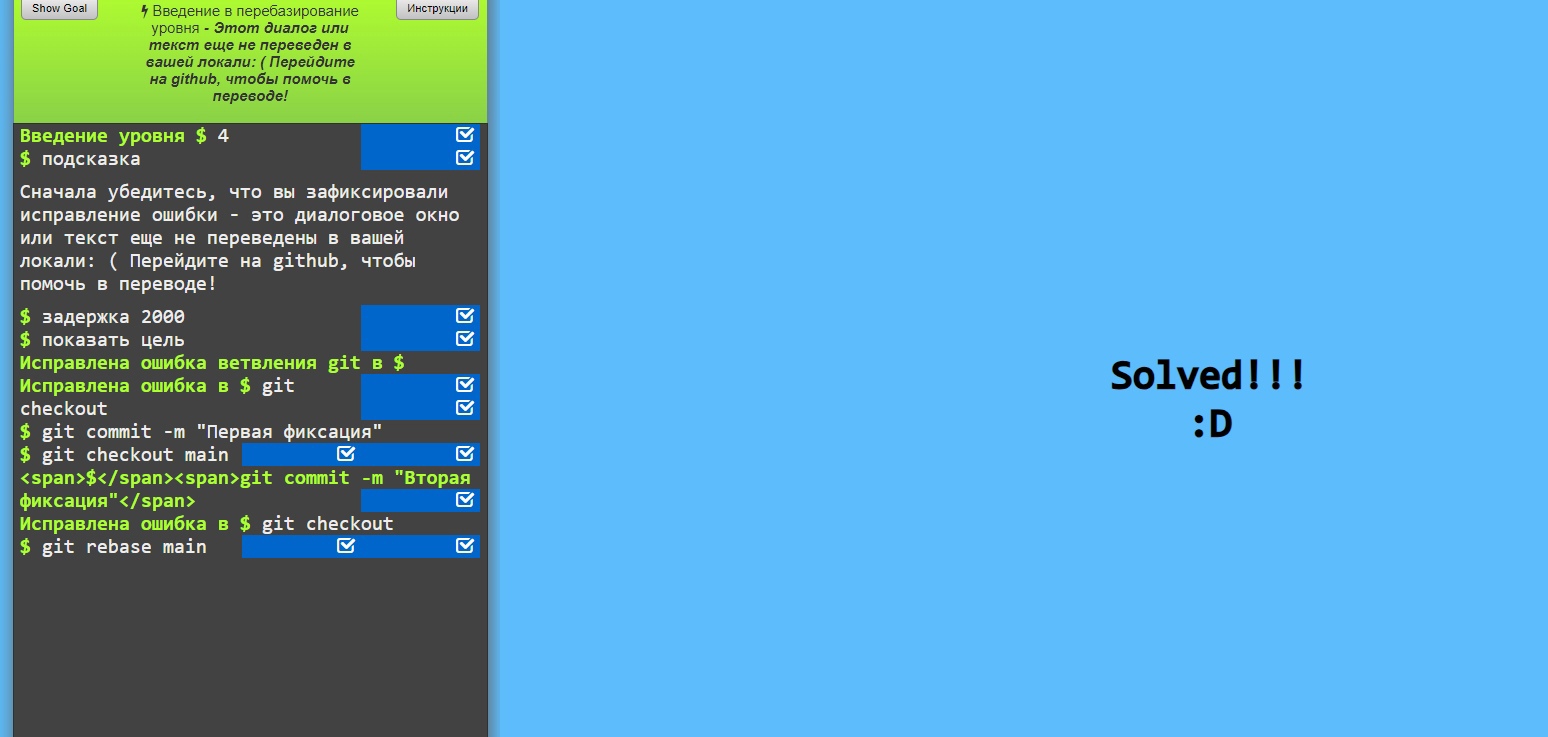 Show Goal
Введение в перебазирование
уровня - Этот диалог или
текст еще не переведен в
вашей локали: ( Перейдите
на github, чтобы помочь в
переводе!
Инструкции
Введение уровня $ 4
$ подсказка
Сначала убедитесь, что вы зафиксировали
исправление ошибки - это диалоговое окно
или текст еще не переведены в вашей
локали: ( Перейдите на github, чтобы
помочь в переводе!
$ задержка 2000
$ показать цель
Исправлена ошибка ветвления git в $
Исправлена ошибка в $ git
checkout
$ git commit -m "Первая фиксация"
$ git checkout main
<span>$</span><span>git commit -m "Вторая
фиксация"</span>
Исправлена ошибка в $ git checkout
$ git rebase main
Solved!!!
:D